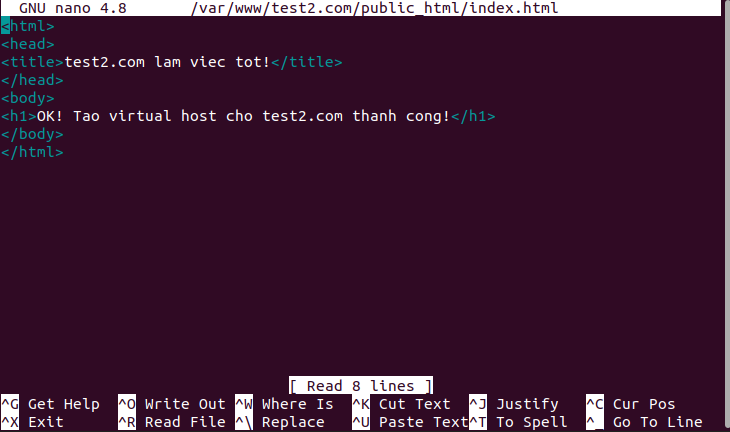 GNU nano 4.8 /var/www/test2.com/public_html/index.html
<html>
<head>
<title>test2.com lam viec tot!</title>
</head>
<body>
<h1>OK! Tao virtual host cho test2.com thanh cong!</h1>
</body>
</html>
[ Read 8 lines ]
^G Get Help ^O Write Out ^W Where Is ^K Cut Text ^J Justify ^C Cur Pos
^X Exit ^R Read File ^\ Replace ^U Paste Text ^T To Spell ^_ Go To Line